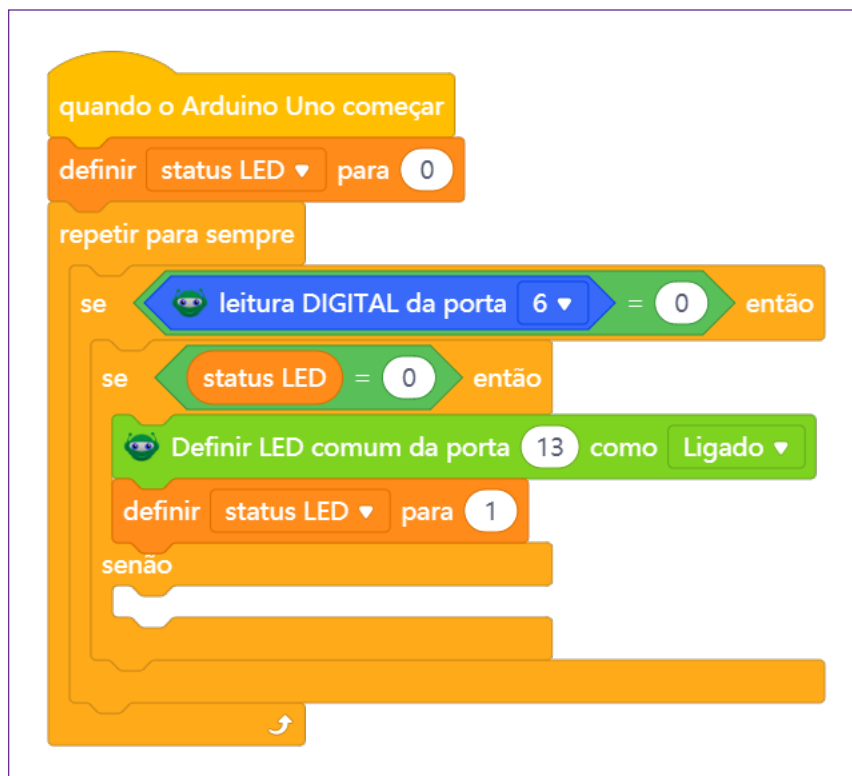 quando o Arduino Uno começar
definir status LED para 0
repetir para sempre
se leitura DIGITAL da porta 6 = 0 então
se status LED = 0 então
Definir LED comum da porta 13 como Ligado
definir status LED para 1
senão